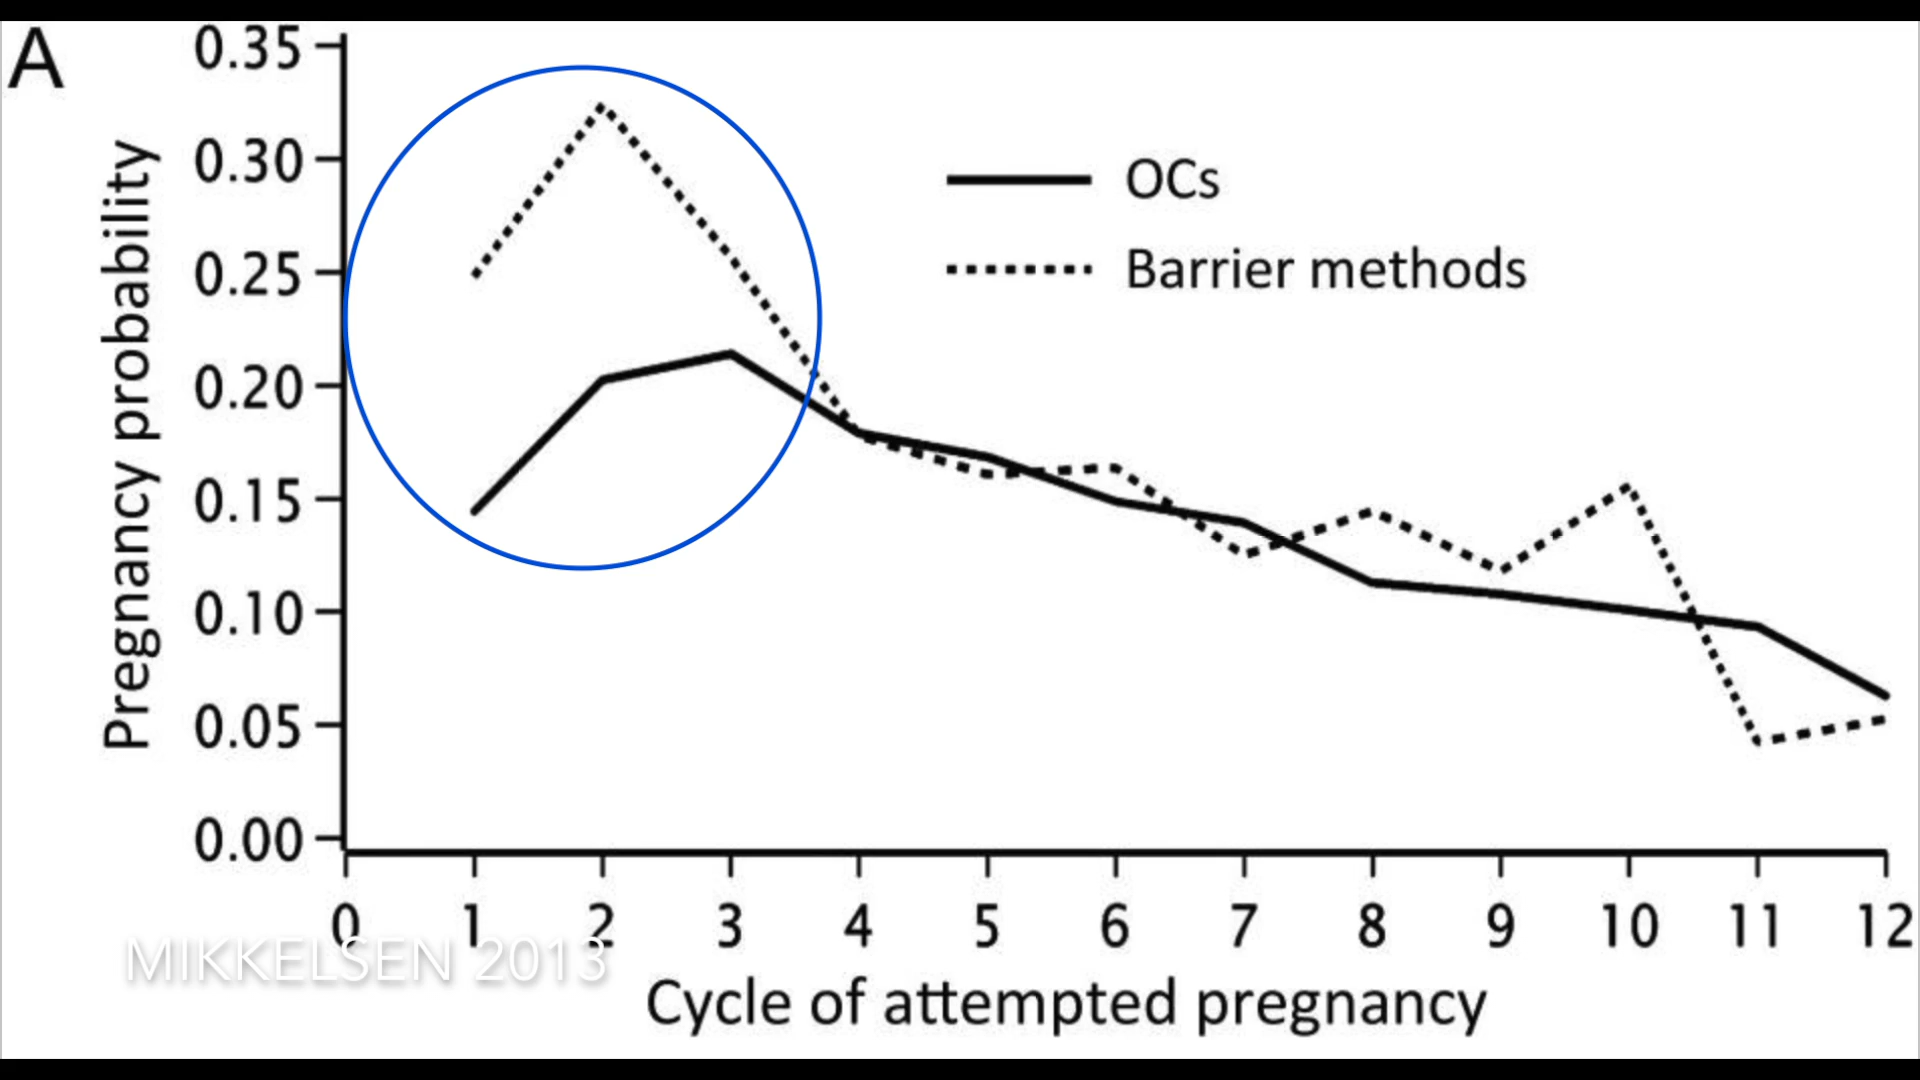 A
Pregnancy probability
0.35
0.30
0.25
0.20
0.15
0.10
0.05
0.00
OCs
Barrier methods
0 1 2 3 4 5 6 7 8 9 10 11 12
MIKKELSEN 2013
Cycle of attempted pregnancy